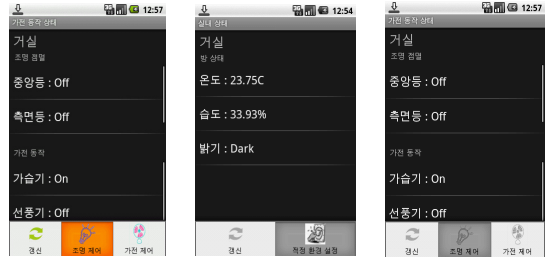 12:57
가전 동작 상태
거실
조명 점멸
중앙등 : Off
측면등 : Off
가전 동작
가습기 : On
선풍기 : Off
갱신
조명 제어
가전 제어
12:54
실내 상태
거실
방 상태
온도 : 23.75C
습도 : 33.93%
밝기 : Dark
갱신
적정 환경 설정
12:57
가전 동작 상태
거실
조명 점멸
중앙등 : Off
측면등 : Off
가전 동작
가습기 : On
선풍기 : Off
갱신
조명 제어
가전 제어